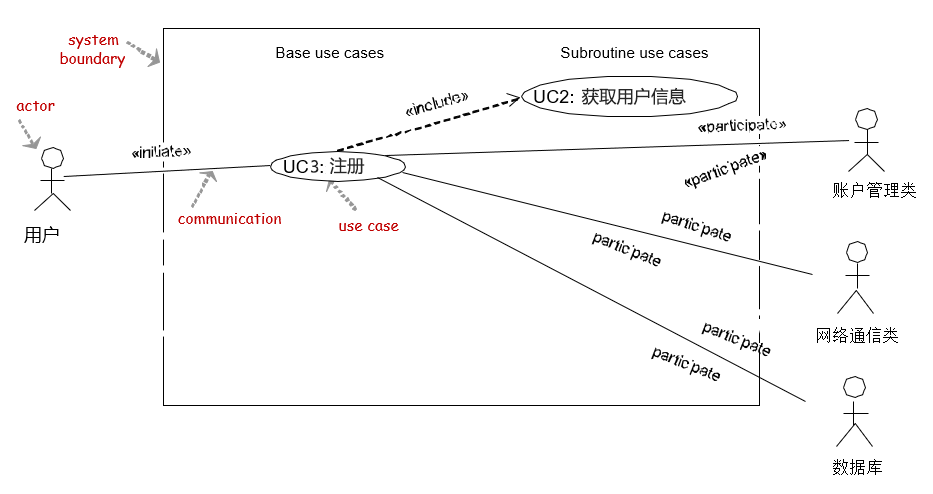 system
boundary
Base use cases
Subroutine use cases
actor
«include»
UC2: 获取用户信息
«initiate»
«participate»
UC3: 注册
«participate»
账户管理类
communication
use case
participate
用户
participate
网络通信类
participate
participate
数据库